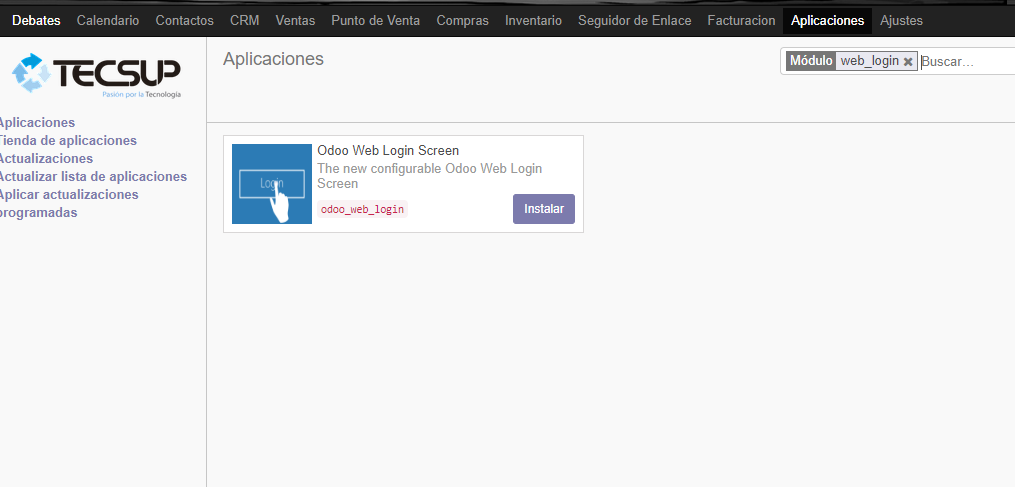 Debates Calendario Contactos CRM Ventas Punto de Venta Compras Inventario Seguidor de Enlace Facturacion Aplicaciones Ajustes
TECSUP
Pasión por la Tecnología
Aplicaciones
Módulo web_login Buscar...
Aplicaciones
Tienda de aplicaciones
Actualizaciones
Actualizar lista de aplicaciones
Aplicar actualizaciones
programadas
Login
Odoo Web Login Screen
The new configurable Odoo Web Login
Screen
odoo_web_login
Instalar